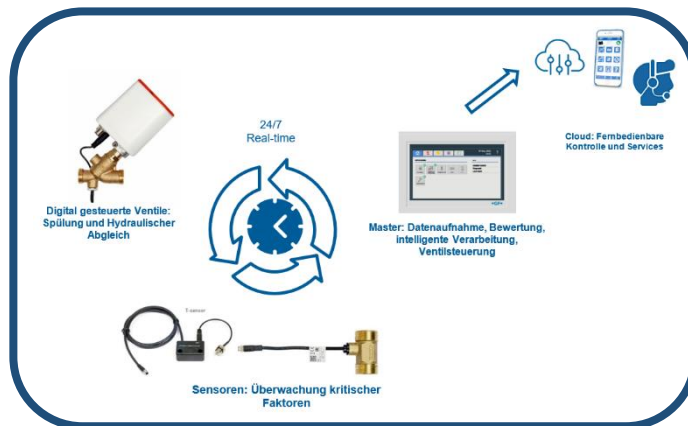 24/7
Real-time
Cloud: Fernbedienbare
Kontrolle und Services
Digital gesteuerte Ventile:
Spülung und Hydraulischer
Abgleich
Master: Datenaufnahme, Bewertung,
intelligente Verarbeitung,
Ventilsteuerung
T-sensor
Sensoren: Überwachung kritischer
Faktoren